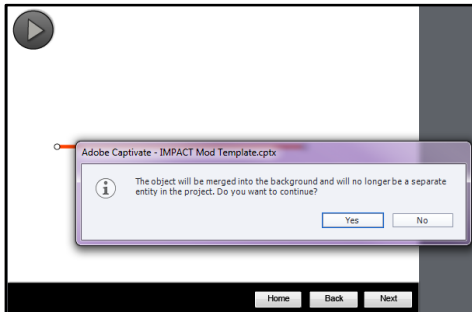 Adobe Captivate - IMPACT Mod Template.cptx
The object will be merged into the background and will no longer be a separate
entity in the project. Do you want to continue?
Yes No
Home Back Next